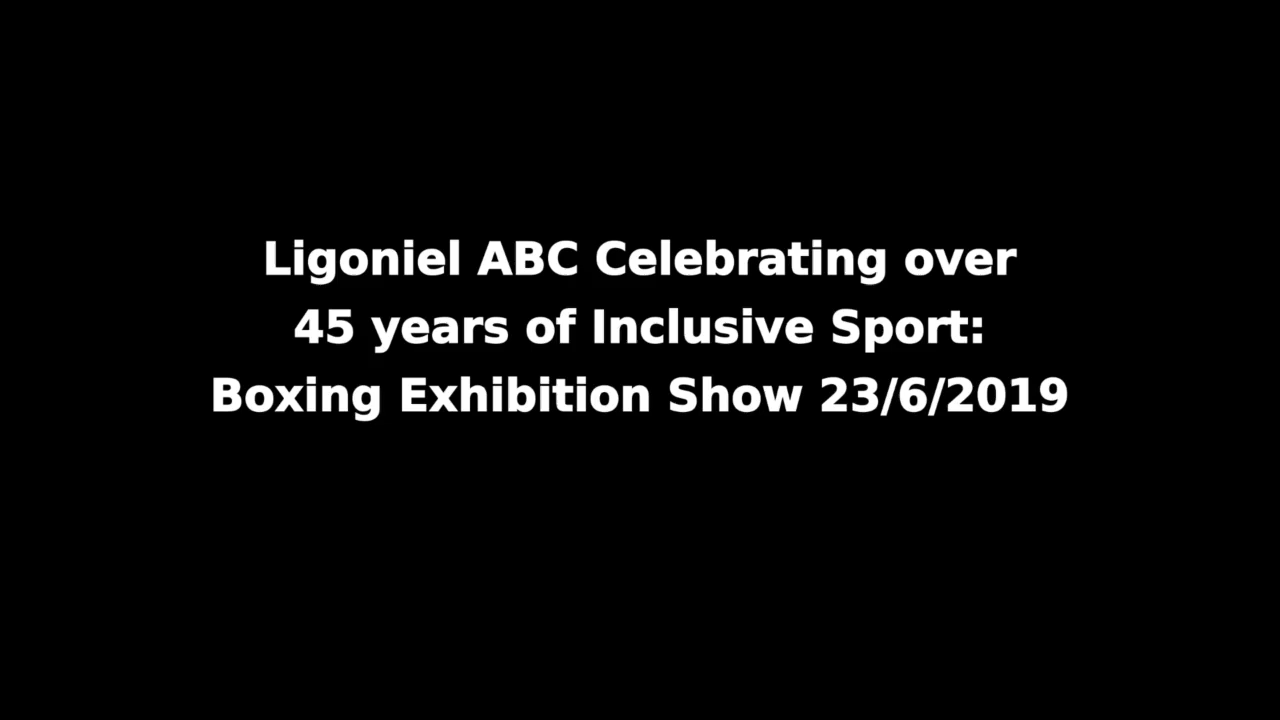 Ligoniel ABC Celebrating over
45 years of Inclusive Sport:
Boxing Exhibition Show 23/6/2019